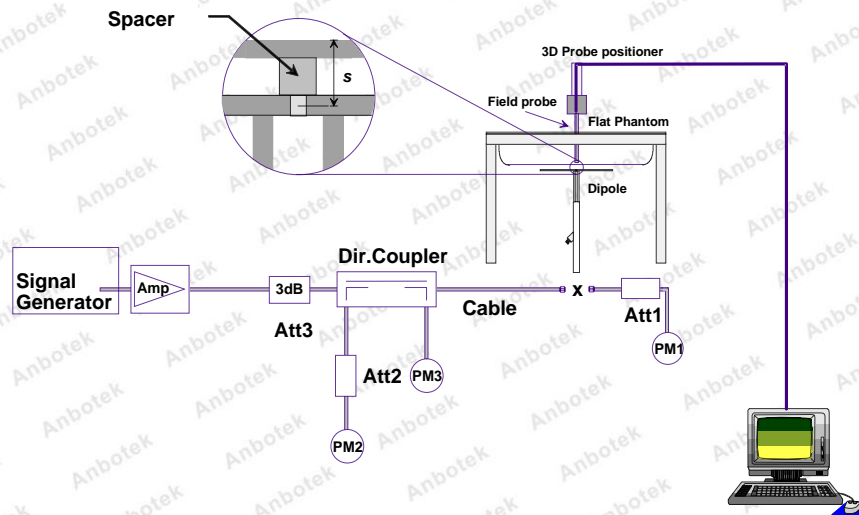 Spacer
s
3D Probe positioner
Field probe
Flat Phantom
Dipole
Dir.Coupler
Signal
Generator
Amp
3dB
Att3
Cable
x
Att1
PM1
Att2
PM3
PM2
Anbotek